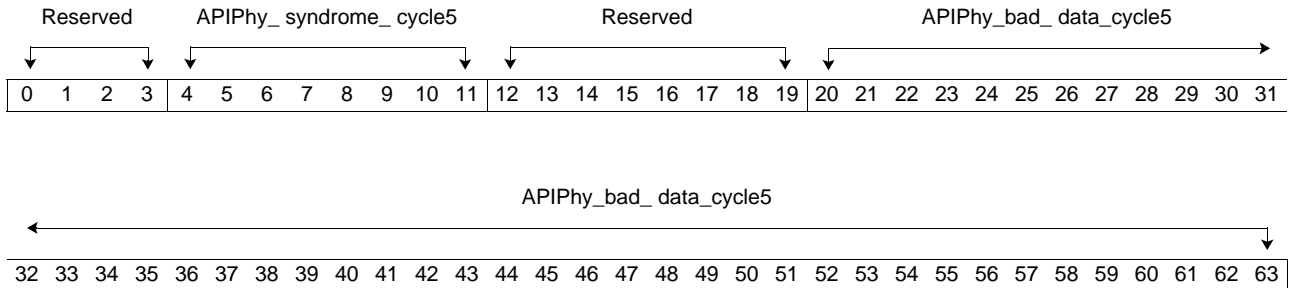 Reserved APIPhy_ syndrome_ cycle5 Reserved APIPhy_bad_ data_cycle5
0 1 2 3 4 5 6 7 8 9 10 11 12 13 14 15 16 17 18 19 20 21 22 23 24 25 26 27 28 29 30 31
APIPhy_bad_ data_cycle5
32 33 34 35 36 37 38 39 40 41 42 43 44 45 46 47 48 49 50 51 52 53 54 55 56 57 58 59 60 61 62 63